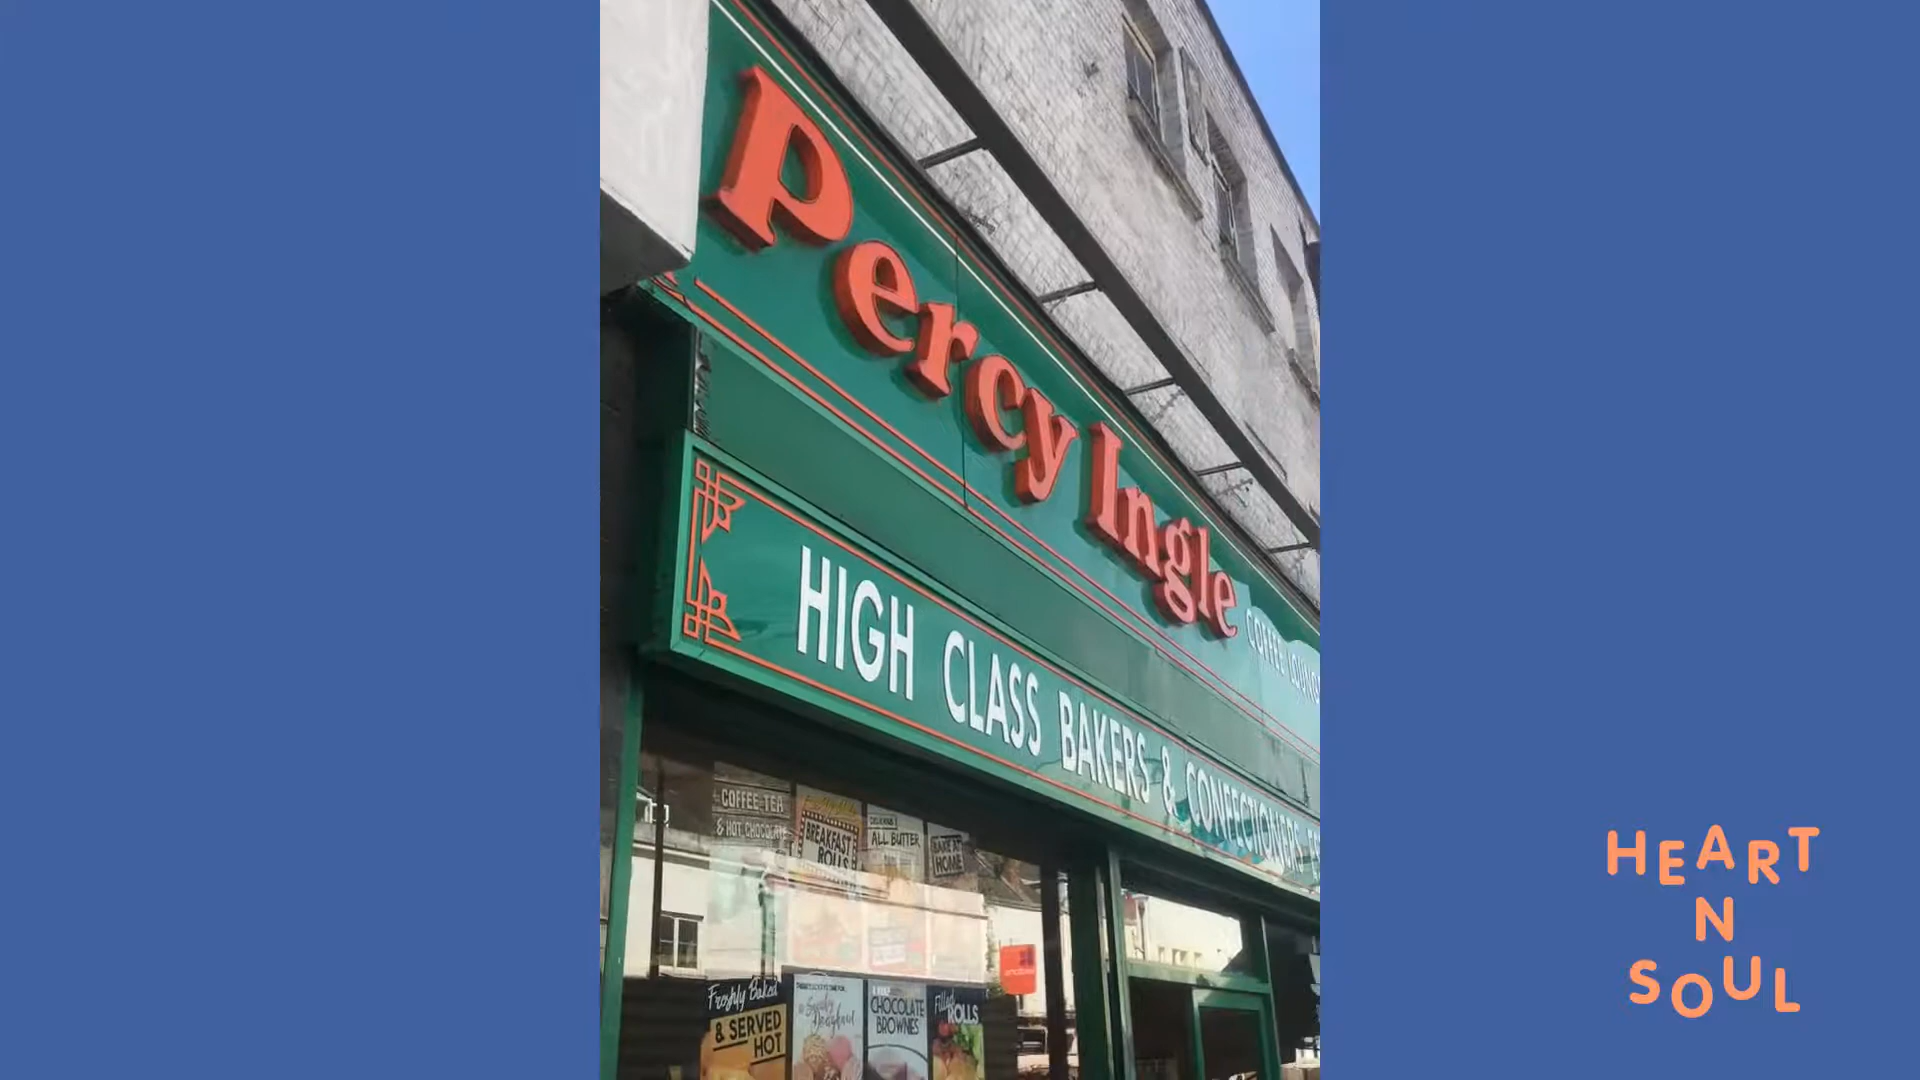 Percy Ingle
COFFEE LOUNG
HIGH CLASS BAKERS & CONFECTIONERS
COFFEE TEA
& HOT CHOCOLATE
BREAKFAST
ROLLS
ALL BUTTER
BAKE AT
HOME
Freshly Baked
& SERVED
HOT
CHOCOLATE
BROWNIES
Filled
ROLLS
HEART
N
SOUL